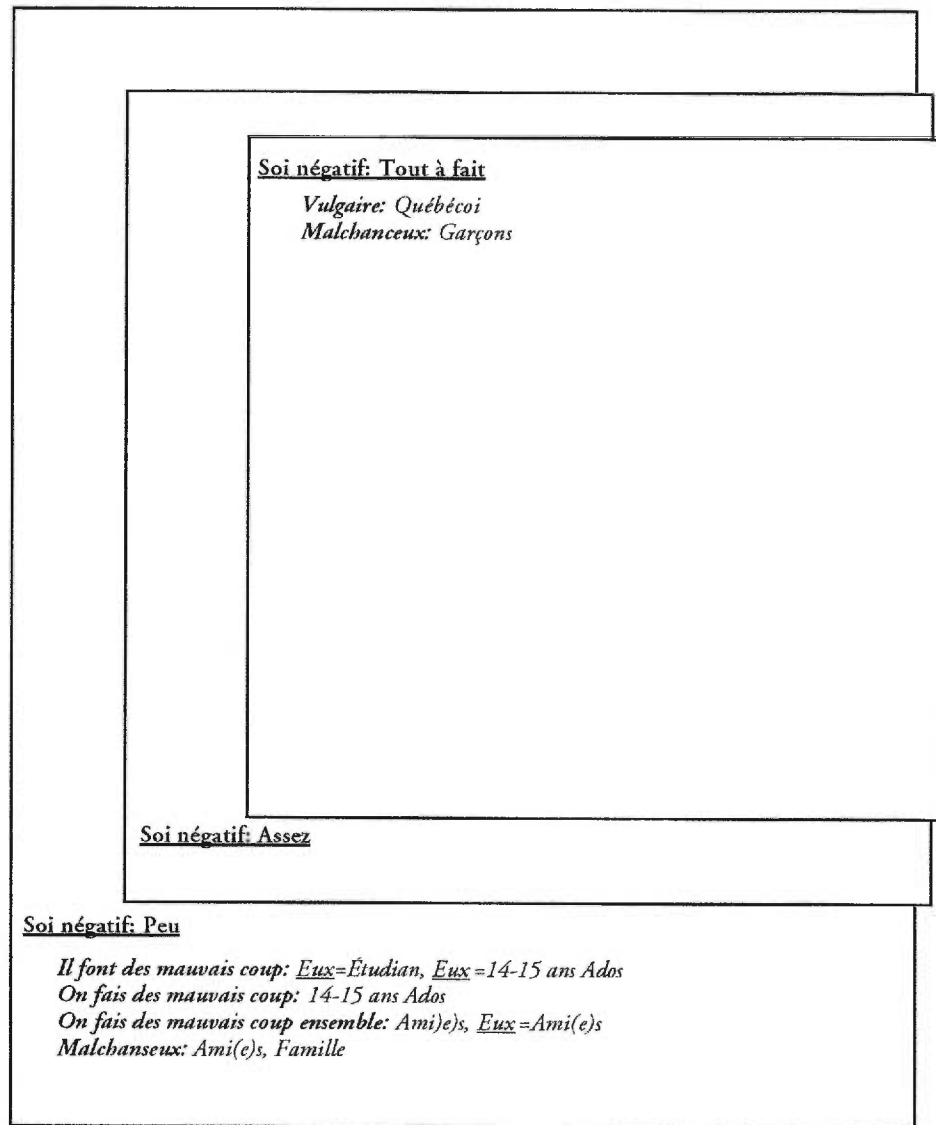 Soi négatif: Tout à fait
Vulgaire: Québécoi
Malchanceux: Garçons
Soi négatif: Assez
Soi négatif: Peu
Il font des mauvais coup: Eux=Étudian, Eux=14-15 ans Ados
On fais des mauvais coup: 14-15 ans Ados
On fais des mauvais coup ensemble: Ami)e)s, Eux=Ami(e)s
Malchanseux: Ami(e)s, Famille